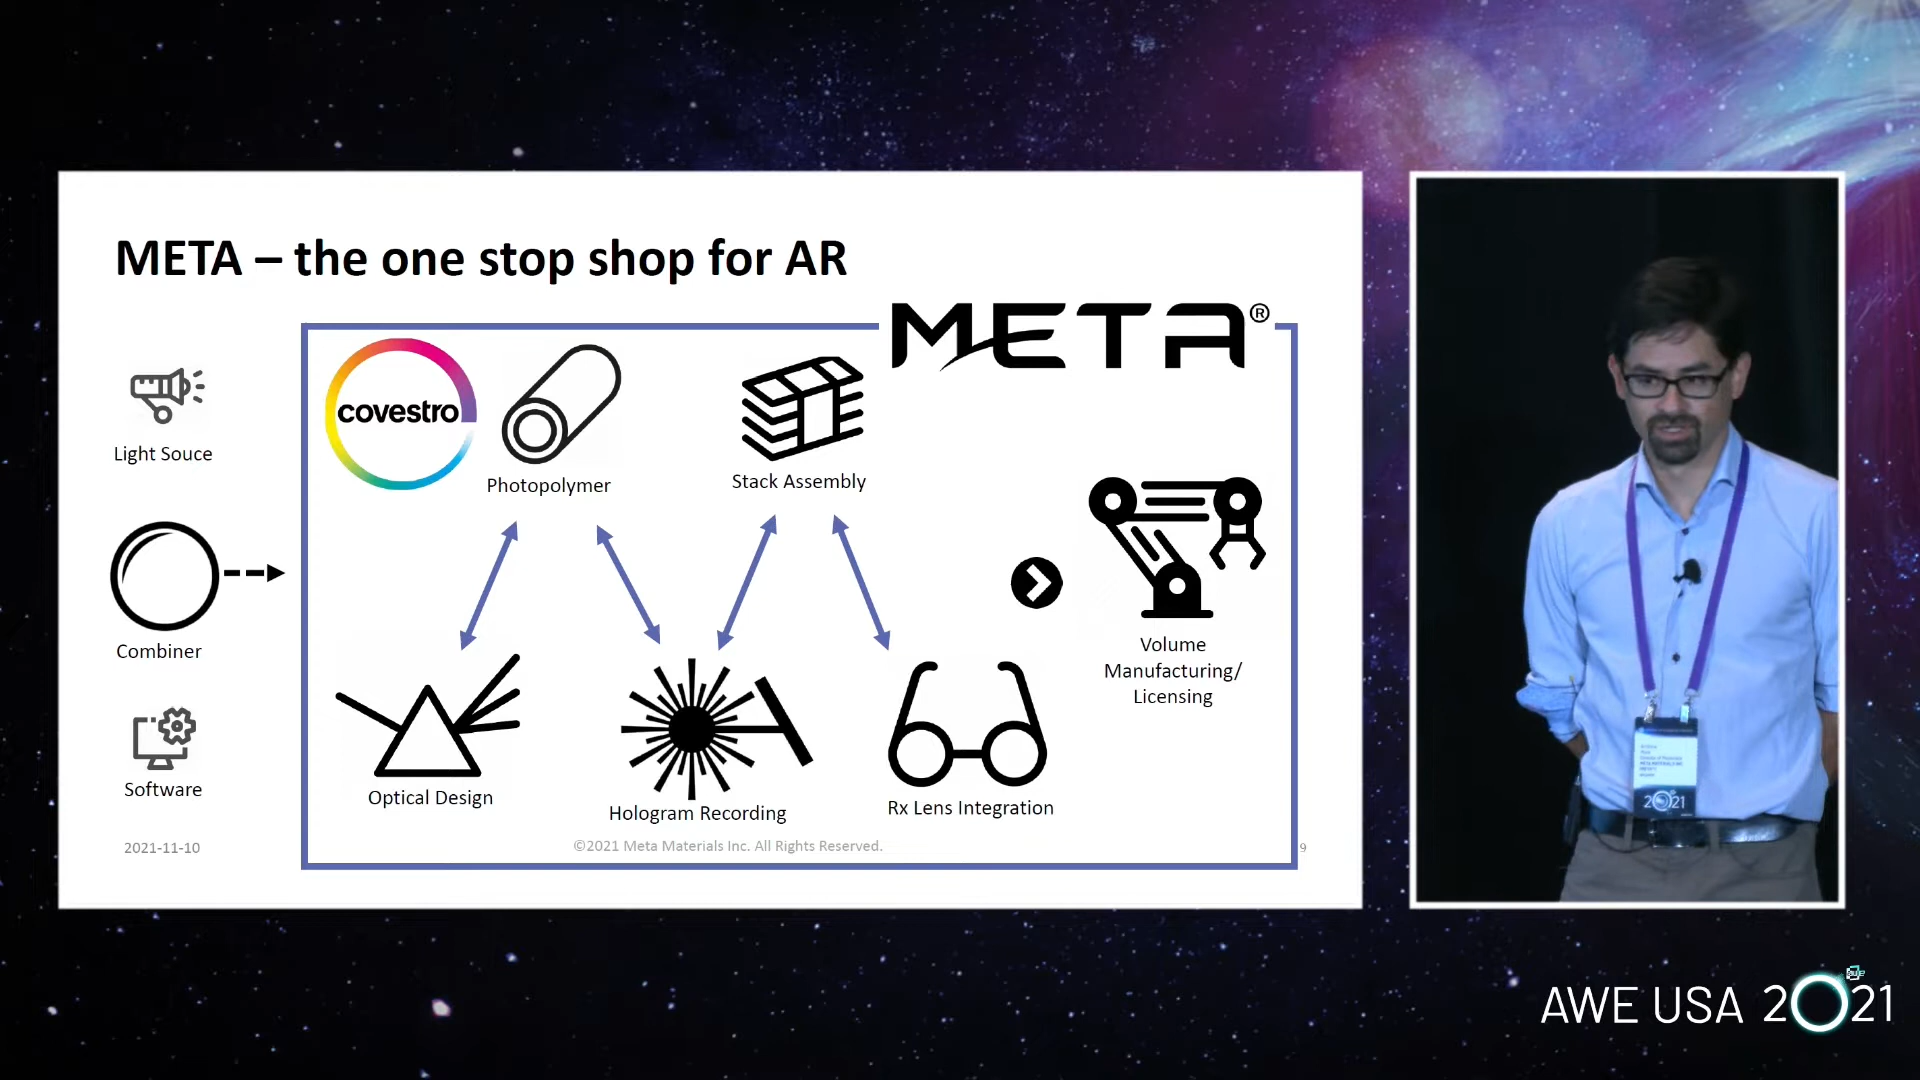 META – the one stop shop for AR
META®
covestro
Light Souce
Photopolymer
Stack Assembly
Combiner
Volume
Manufacturing/
Licensing
Software
Optical Design
Hologram Recording
Rx Lens Integration
2021-11-10
©2021 Meta Materials Inc. All Rights Reserved.
9
2021
AWE USA 2021